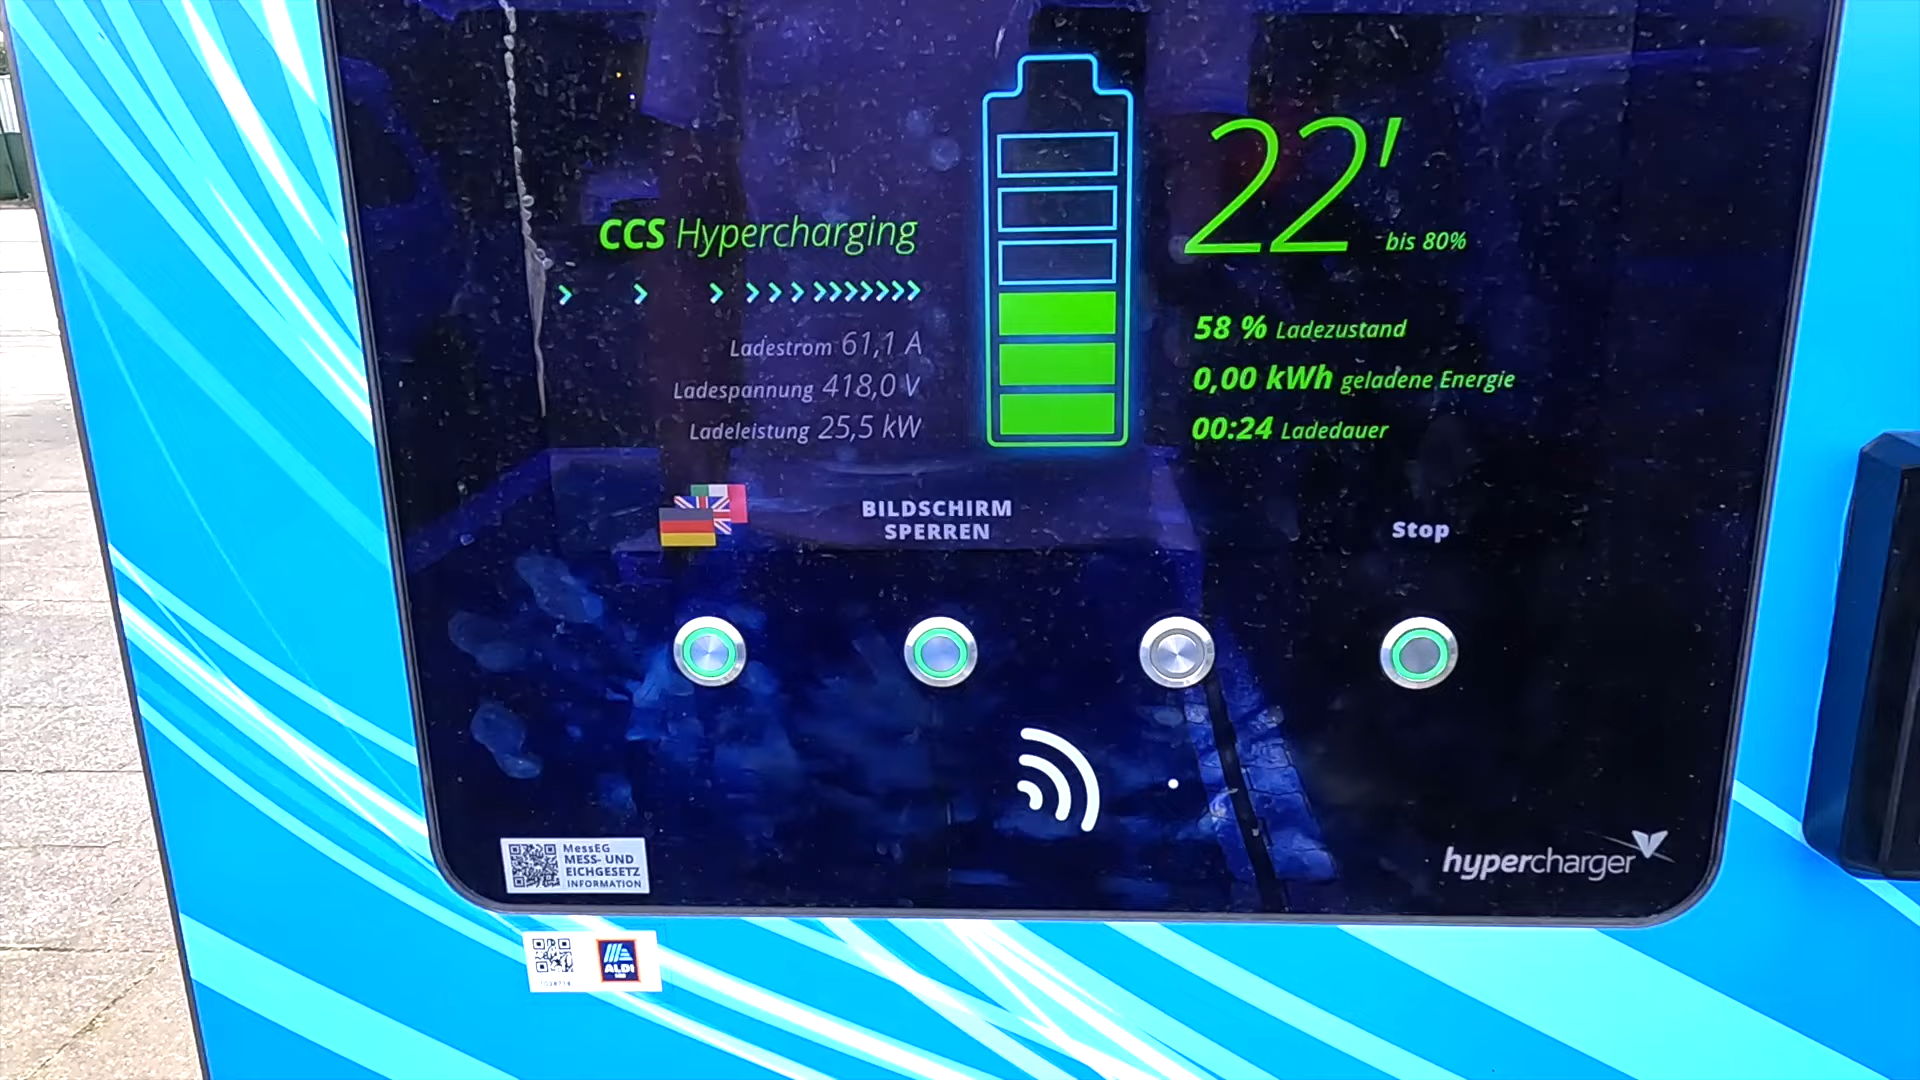 CCS Hypercharging
Ladestrom 61,1 A
Ladespannung 418,0 V
Ladeleistung 25,5 kW
22'
bis 80%
58 % Ladezustand
0,00 kWh geladene Energie
00:24 Ladedauer
BILDSCHIRM
SPERREN
Stop
MessEG
MESS- UND
EICHGESETZ
INFORMATION
hypercharger
ALDI